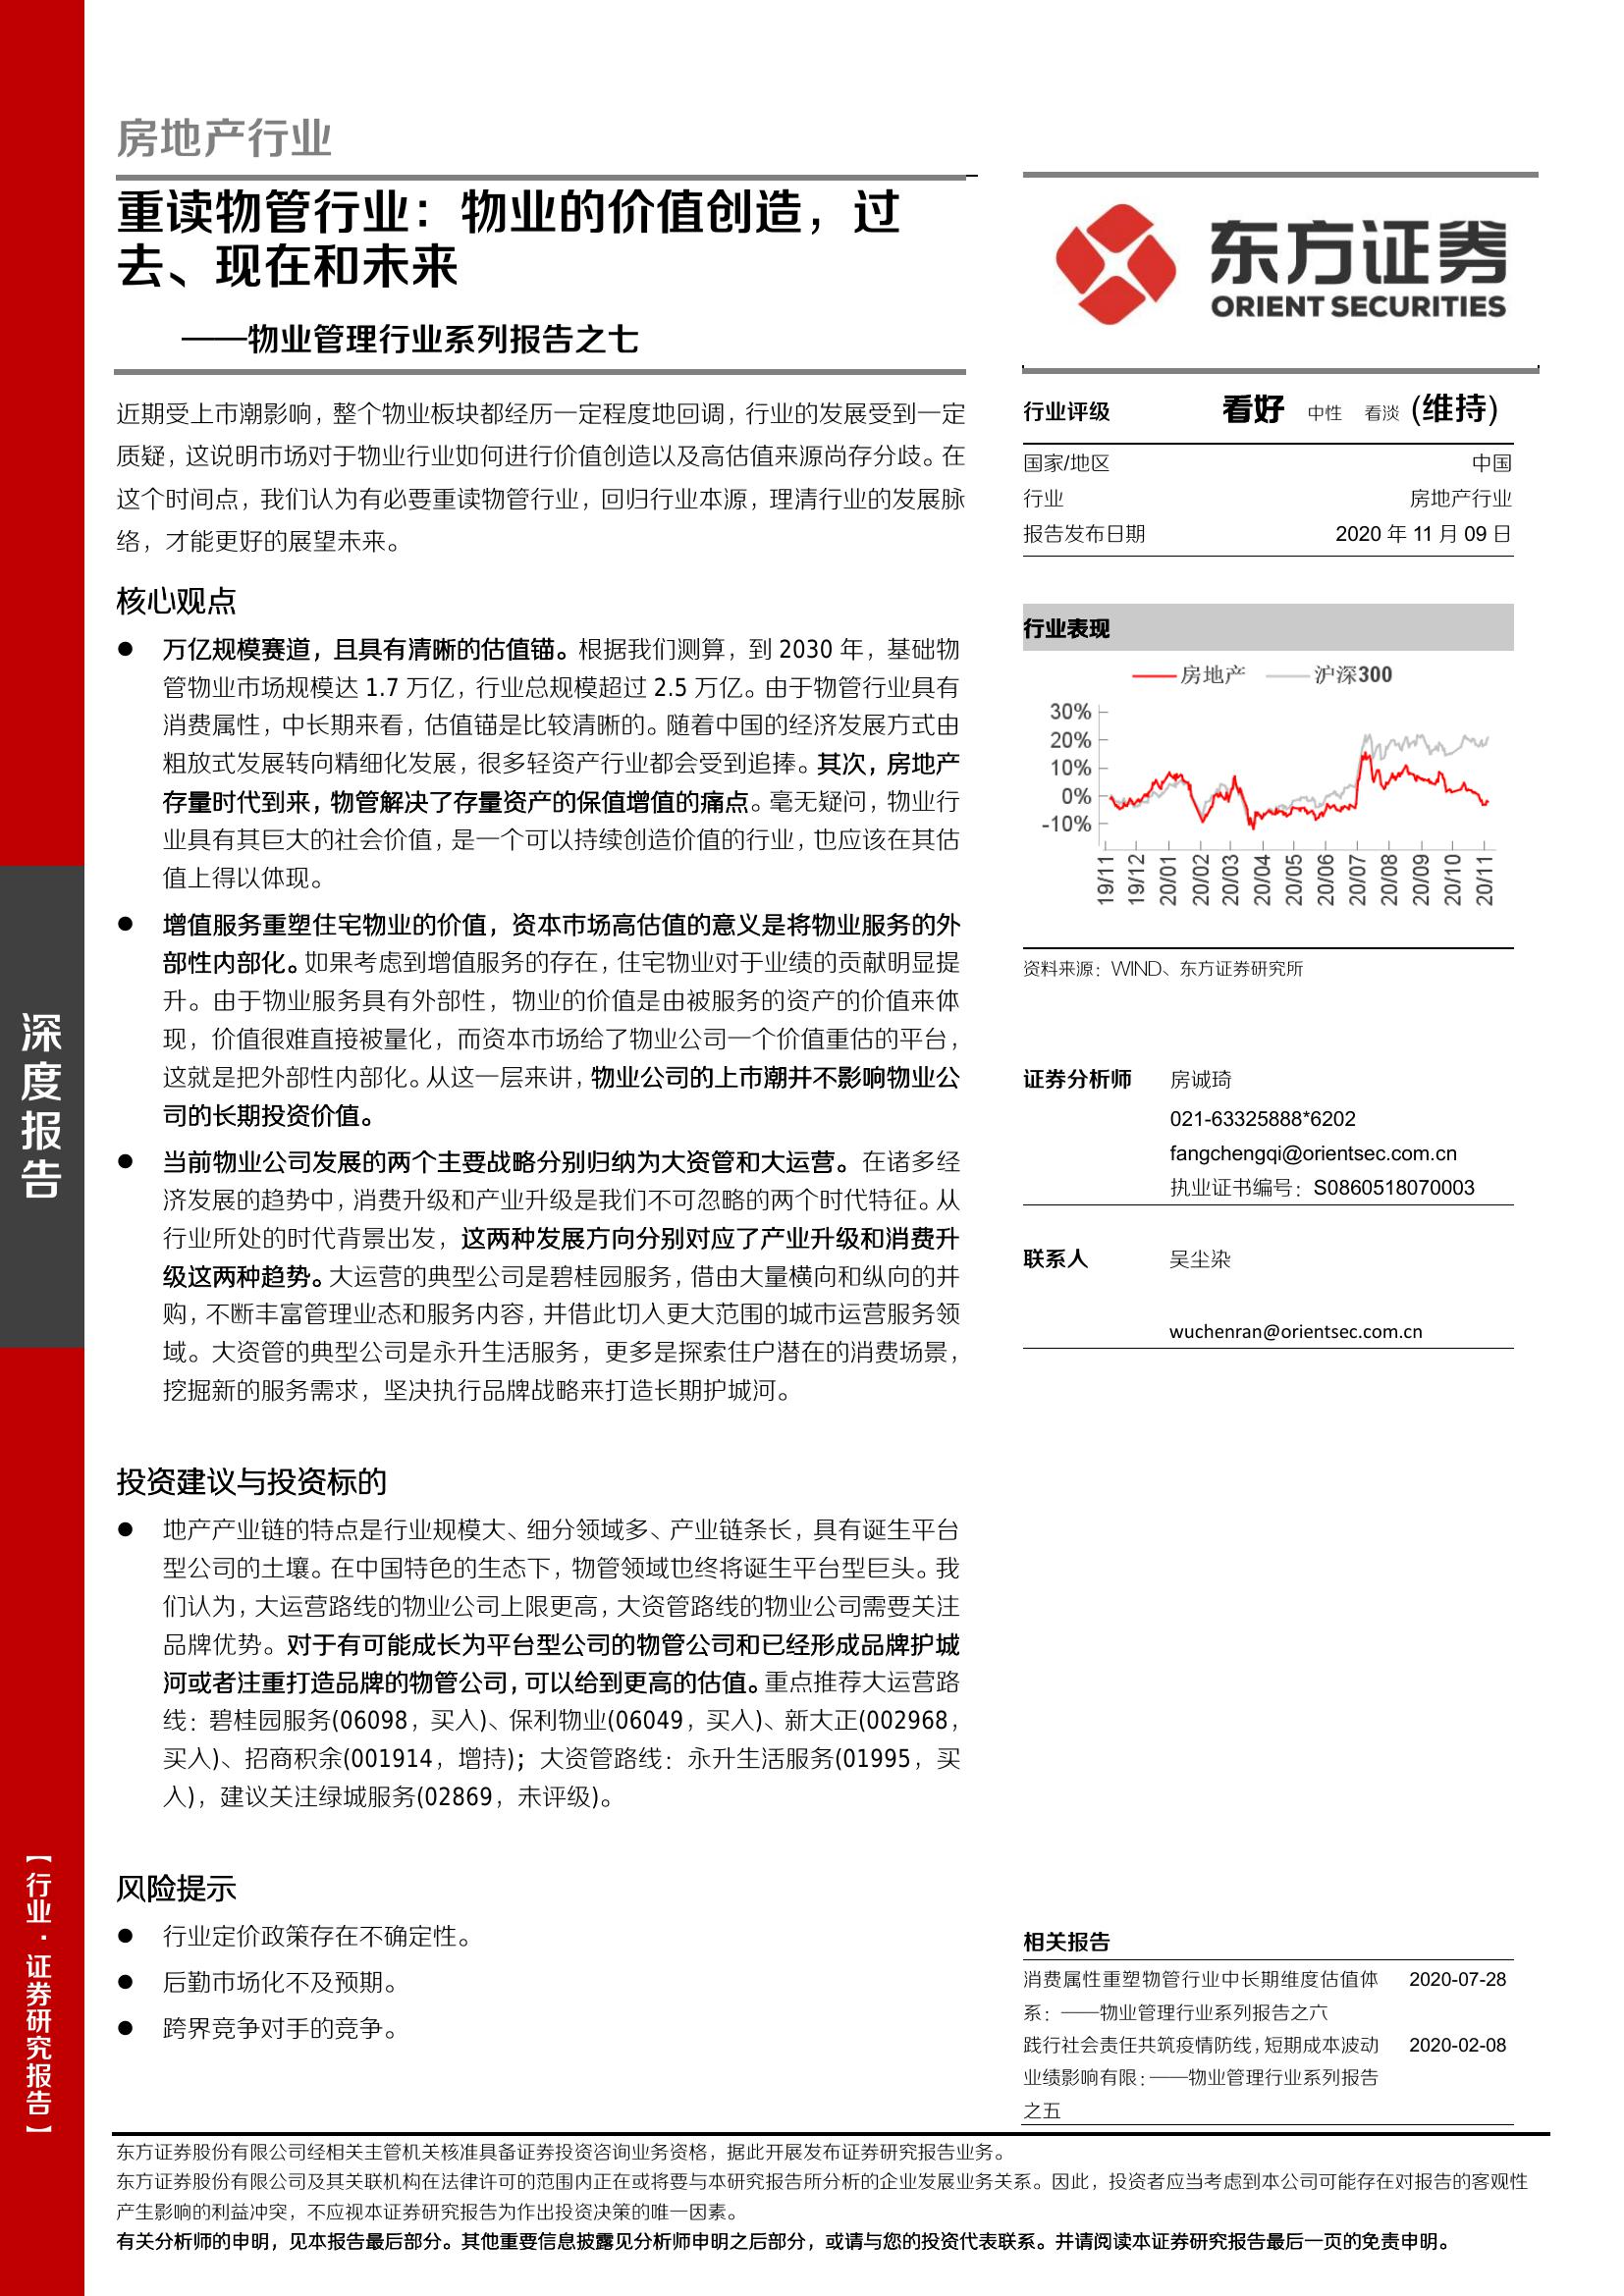 房地产行业
重读物管行业：物业的价值创造，过
去、现在和未来
——物业管理行业系列报告之七
近期受上市潮影响，整个物业板块都经历一定程度地回调，行业的发展受到一定
质疑，这说明市场对于物业行业如何进行价值创造以及高估值来源尚存分歧。在
这个时间点，我们认为有必要重读物管行业，回归行业本源，理清行业的发展脉
络，才能更好的展望未来。
核心观点
● 万亿规模赛道，且具有清晰的估值锚。根据我们测算，到 2030 年，基础物
管物业市场规模达 1.7 万亿，行业总规模超过 2.5 万亿。由于物管行业具有
消费属性，中长期来看，估值锚是比较清晰的。随着中国的经济发展方式由
粗放式发展转向精细化发展，很多轻资产行业都会受到追捧。其次，房地产
存量时代到来，物管解决了存量资产的保值增值的痛点。毫无疑问，物业行
业具有其巨大的社会价值，是一个可以持续创造价值的行业，也应该在其估
值上得以体现。
● 增值服务重塑住宅物业的价值，资本市场高估值的意义是将物业服务的外
部性内部化。如果考虑到增值服务的存在，住宅物业对于业绩的贡献明显提
升。由于物业服务具有外部性，物业的价值是由被服务的资产的价值来体
现，价值很难直接被量化，而资本市场给了物业公司一个价值重估的平台，
这就是把外部性内部化。从这一层来讲，物业公司的上市潮并不影响物业公
司的长期投资价值。
● 当前物业公司发展的两个主要战略分别归纳为大资管和大运营。在诸多经
济发展的趋势中，消费升级和产业升级是我们不可忽略的两个时代特征。从
行业所处的时代背景出发，这两种发展方向分别对应了产业升级和消费升
级这两种趋势。大运营的典型公司是碧桂园服务，借由大量横向和纵向的并
购，不断丰富管理业态和服务内容，并借此切入更大范围的城市运营服务领
域。大资管的典型公司是永升生活服务，更多是探索住户潜在的消费场景，
挖掘新的服务需求，坚决执行品牌战略来打造长期护城河。
投资建议与投资标的
● 地产产业链的特点是行业规模大、细分领域多、产业链条长，具有诞生平台
型公司的土壤。在中国特色的生态下，物管领域也终将诞生平台型巨头。我
们认为，大运营路线的物业公司上限更高，大资管路线的物业公司需要关注
品牌优势。对于有可能成长为平台型公司的物管公司和已经形成品牌护城
河或者注重打造品牌的物管公司，可以给到更高的估值。重点推荐大运营路
线：碧桂园服务(06098，买入)、保利物业(06049，买入)、新大正(002968，
买入)、招商积余(001914，增持)；大资管路线：永升生活服务(01995，买
入)，建议关注绿城服务(02869，未评级)。
风险提示
● 行业定价政策存在不确定性。
● 后勤市场化不及预期。
● 跨界竞争对手的竞争。
东方证券
ORIENT SECURITIES
行业评级 看好 中性 看淡 (维持)
国家/地区 中国
行业 房地产行业
报告发布日期 2020 年 11 月 09 日
行业表现
房地产 沪深300
30%
20%
10%
0%
-10%
19/11 19/12 20/01 20/02 20/03 20/04 20/05 20/06 20/07 20/08 20/09 20/10 20/11
资料来源：WIND、东方证券研究所
证券分析师 房诚琦
021-63325888*6202
fangchengqi@orientsec.com.cn
执业证书编号：S0860518070003
联系人 吴尘染
wuchenran@orientsec.com.cn
相关报告
消费属性重塑物管行业中长期维度估值体 2020-07-28
系：——物业管理行业系列报告之六
践行社会责任共筑疫情防线，短期成本波动 2020-02-08
业绩影响有限：——物业管理行业系列报告
之五
深度报告
【行业·证券研究报告】
东方证券股份有限公司经相关主管机关核准具备证券投资咨询业务资格，据此开展发布证券研究报告业务。
东方证券股份有限公司及其关联机构在法律许可的范围内正在或将要与本研究报告所分析的企业发展业务关系。因此，投资者应当考虑到本公司可能存在对报告的客观性
产生影响的利益冲突，不应视本证券研究报告为作出投资决策的唯一因素。
有关分析师的申明，见本报告最后部分。其他重要信息披露见分析师申明之后部分，或请与您的投资代表联系。并请阅读本证券研究报告最后一页的免责申明。